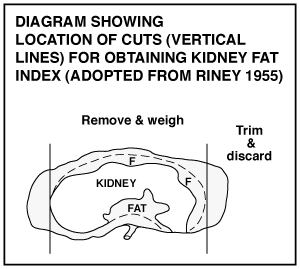 DIAGRAM SHOWING
LOCATION OF CUTS (VERTICAL
LINES) FOR OBTAINING KIDNEY FAT
INDEX (ADOPTED FROM RINEY 1955)
Remove & weigh
Trim
&
discard
F
KIDNEY
F
FAT